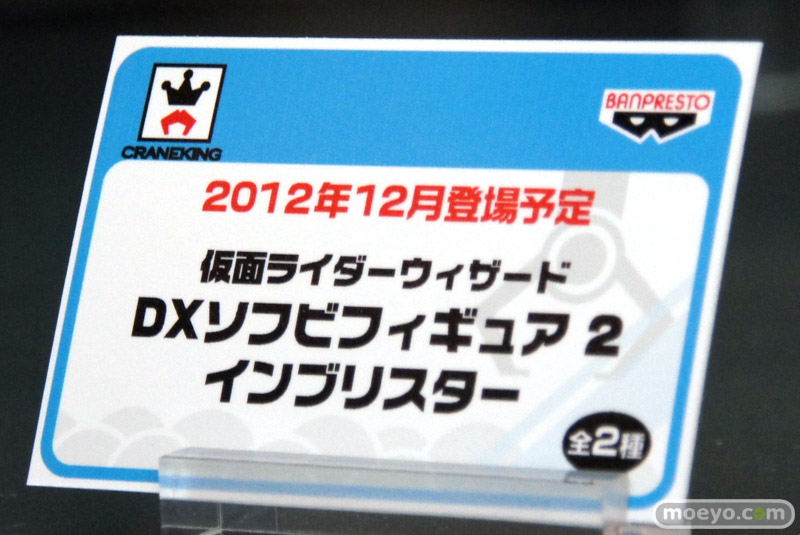 CRANEKING
BANPRESTO
2012年12月登場予定
仮面ライダーウィザード
DXソフビフィギュア 2
インブリスター
全2種
moeyo.com